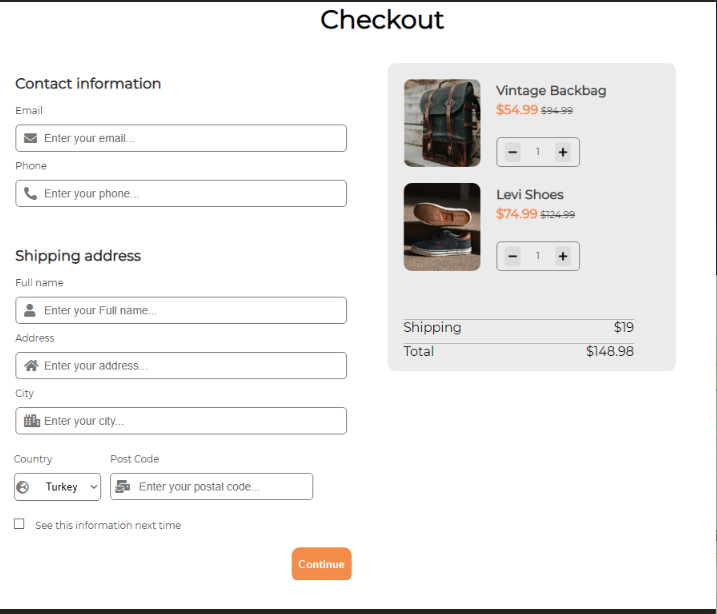 Checkout
Contact information
Email
Enter your email...
Phone
Enter your phone...
Shipping address
Full name
Enter your Full name...
Address
Enter your address...
City
Enter your city...
Country
Post Code
Turkey
Enter your postal code...
See this information next time
Continue
Vintage Backbag
$54.99 $94.99
− 1 +
Levi Shoes
$74.99 $124.99
− 1 +
Shipping $19
Total $148.98